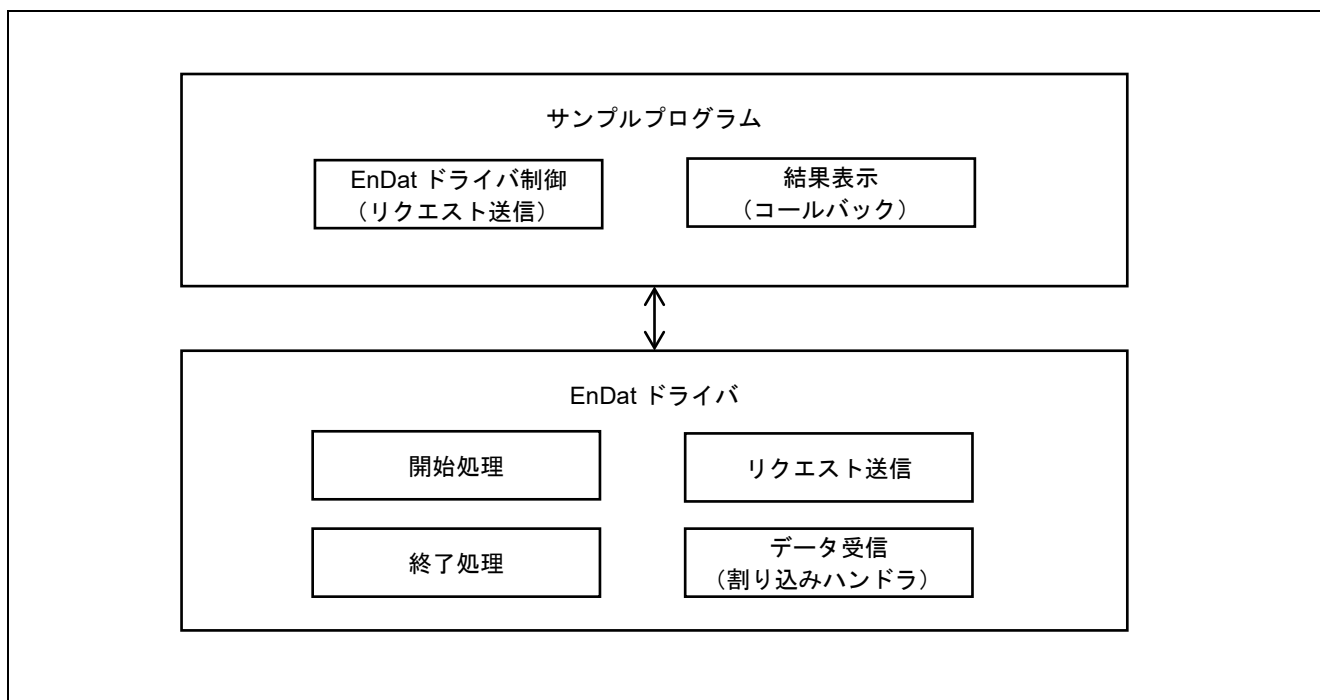 サンプルプログラム
EnDat ドライバ制御
（リクエスト送信）
結果表示
（コールバック）
EnDat ドライバ
開始処理
リクエスト送信
終了処理
データ受信
（割り込みハンドラ）